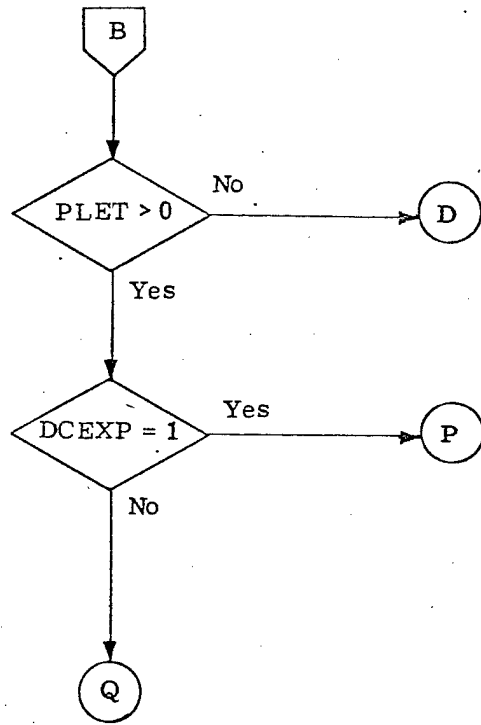 B
PLET > 0
No
D
Yes
DCEXP = 1
Yes
P
No
Q